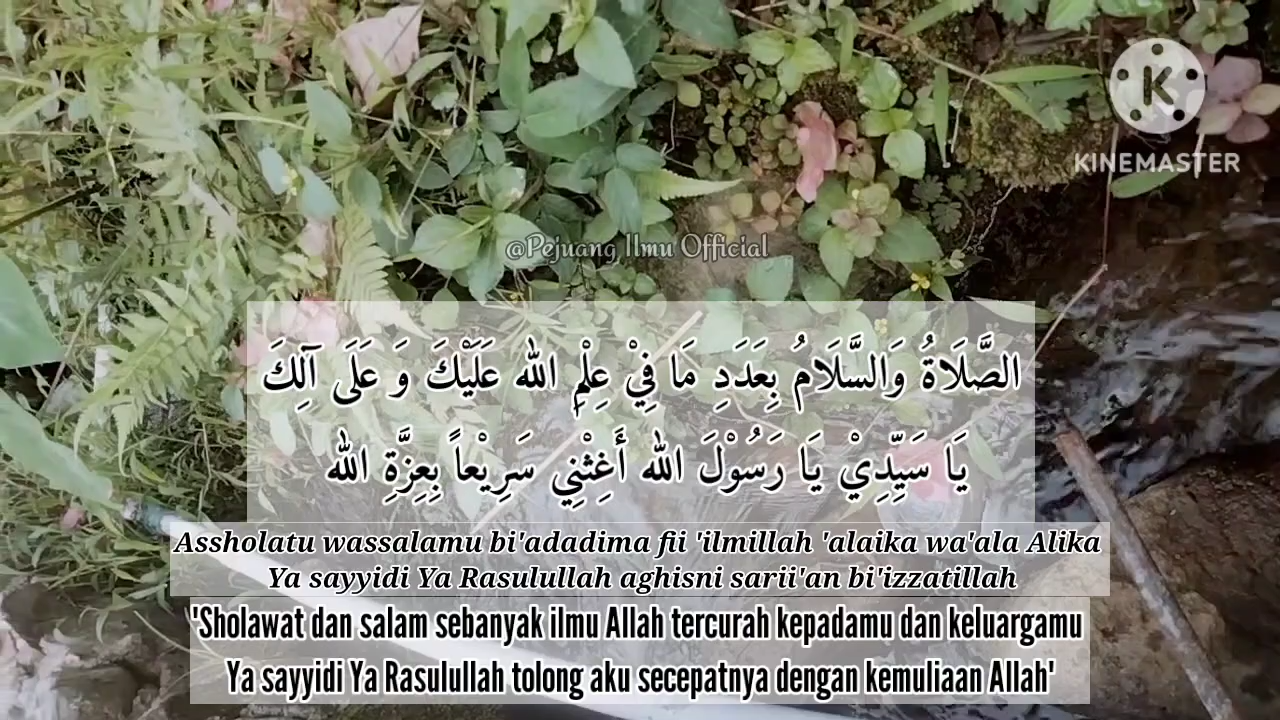 KINEMASTER
@Pejuang Ilmu Official
الصَّلَاةُ وَالسَّلَامُ بِعَدَدِ مَا فِيْ عِلْمِ الله عَلَيْكَ وَ عَلَى آلِكَ
يَا سَيِّدِيْ يَا رَسُوْلَ الله أَغِثْنِي سَرِيْعاً بِعِزَّةِ الله
Assholatu wassalamu bi'adadima fii 'ilmillah 'alaika wa'ala Alika
Ya sayyidi Ya Rasulullah aghisni sarii'an bi'izzatillah
'Sholawat dan salam sebanyak ilmu Allah tercurah kepadamu dan keluargamu
Ya sayyidi Ya Rasulullah tolong aku secepatnya dengan kemuliaan Allah'